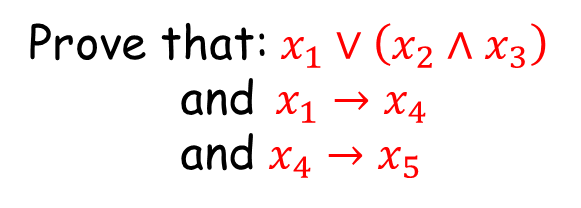 Prove that: x₁ ∨ (x₂ ∧ x₃)
and x₁ → x₄
and x₄ → x₅